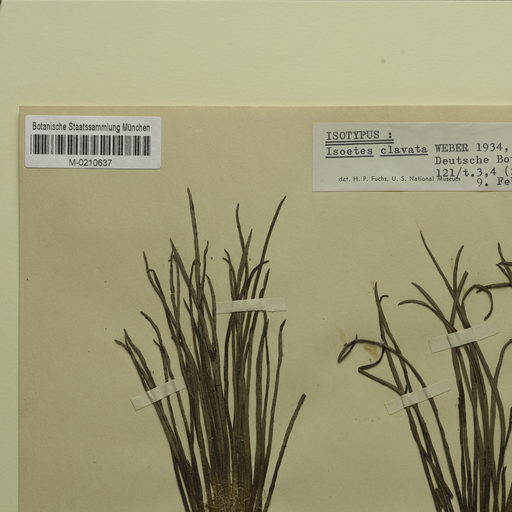 Botanische Staatssammlung München
M-0210637
ISOTYPUS :
Isoetes clavata WEBER 1934,
Deutsche Bo
121/t.3,4
det. H. P. Fuchs, U. S. National Museum
9. Fe